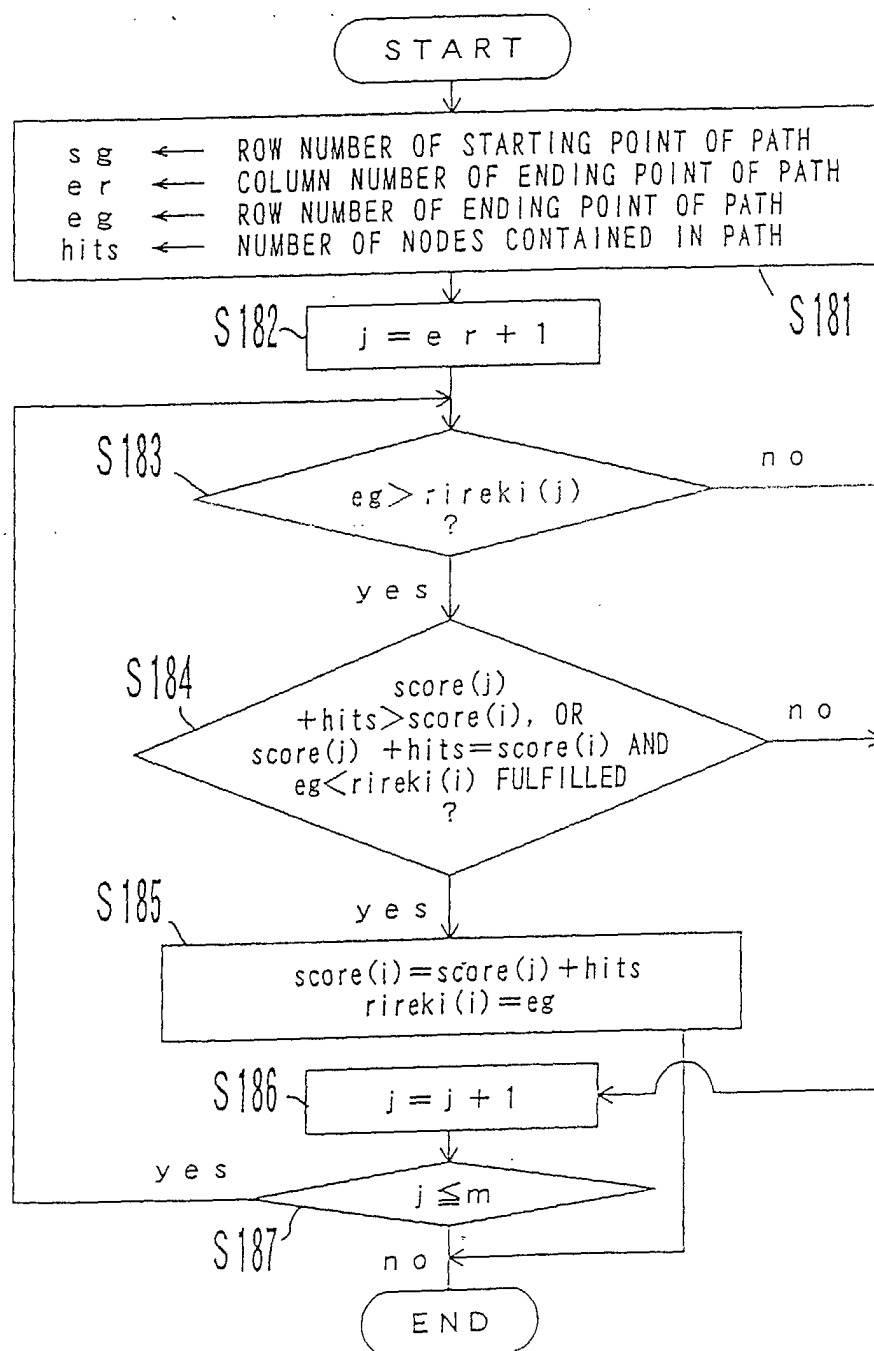 START
sg ← ROW NUMBER OF STARTING POINT OF PATH
er ← COLUMN NUMBER OF ENDING POINT OF PATH
eg ← ROW NUMBER OF ENDING POINT OF PATH
hits ← NUMBER OF NODES CONTAINED IN PATH
S181
S182
j = er + 1
S183
no
eg>rireki(j)
?
yes
S184
score(j)
+hits>score(i), OR
no
score(j) +hits=score(i) AND
eg<rireki(i) FULFILLED
?
yes
S185
score(i)=score(j)+hits
rireki(i)=eg
S186
j = j + 1
yes
j ≦ m
S187
no
END